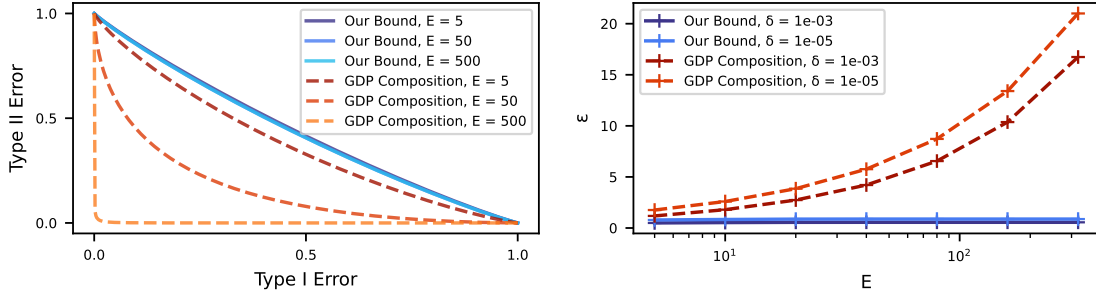 1.0
0.5
0.0
Type II Error
0.0
0.5
1.0
Type I Error
Our Bound, E = 5
Our Bound, E = 50
Our Bound, E = 500
GDP Composition, E = 5
GDP Composition, E = 50
GDP Composition, E = 500
20
15
10
5
0
ε
10¹
10²
E
Our Bound, δ = 1e-03
Our Bound, δ = 1e-05
GDP Composition, δ = 1e-03
GDP Composition, δ = 1e-05